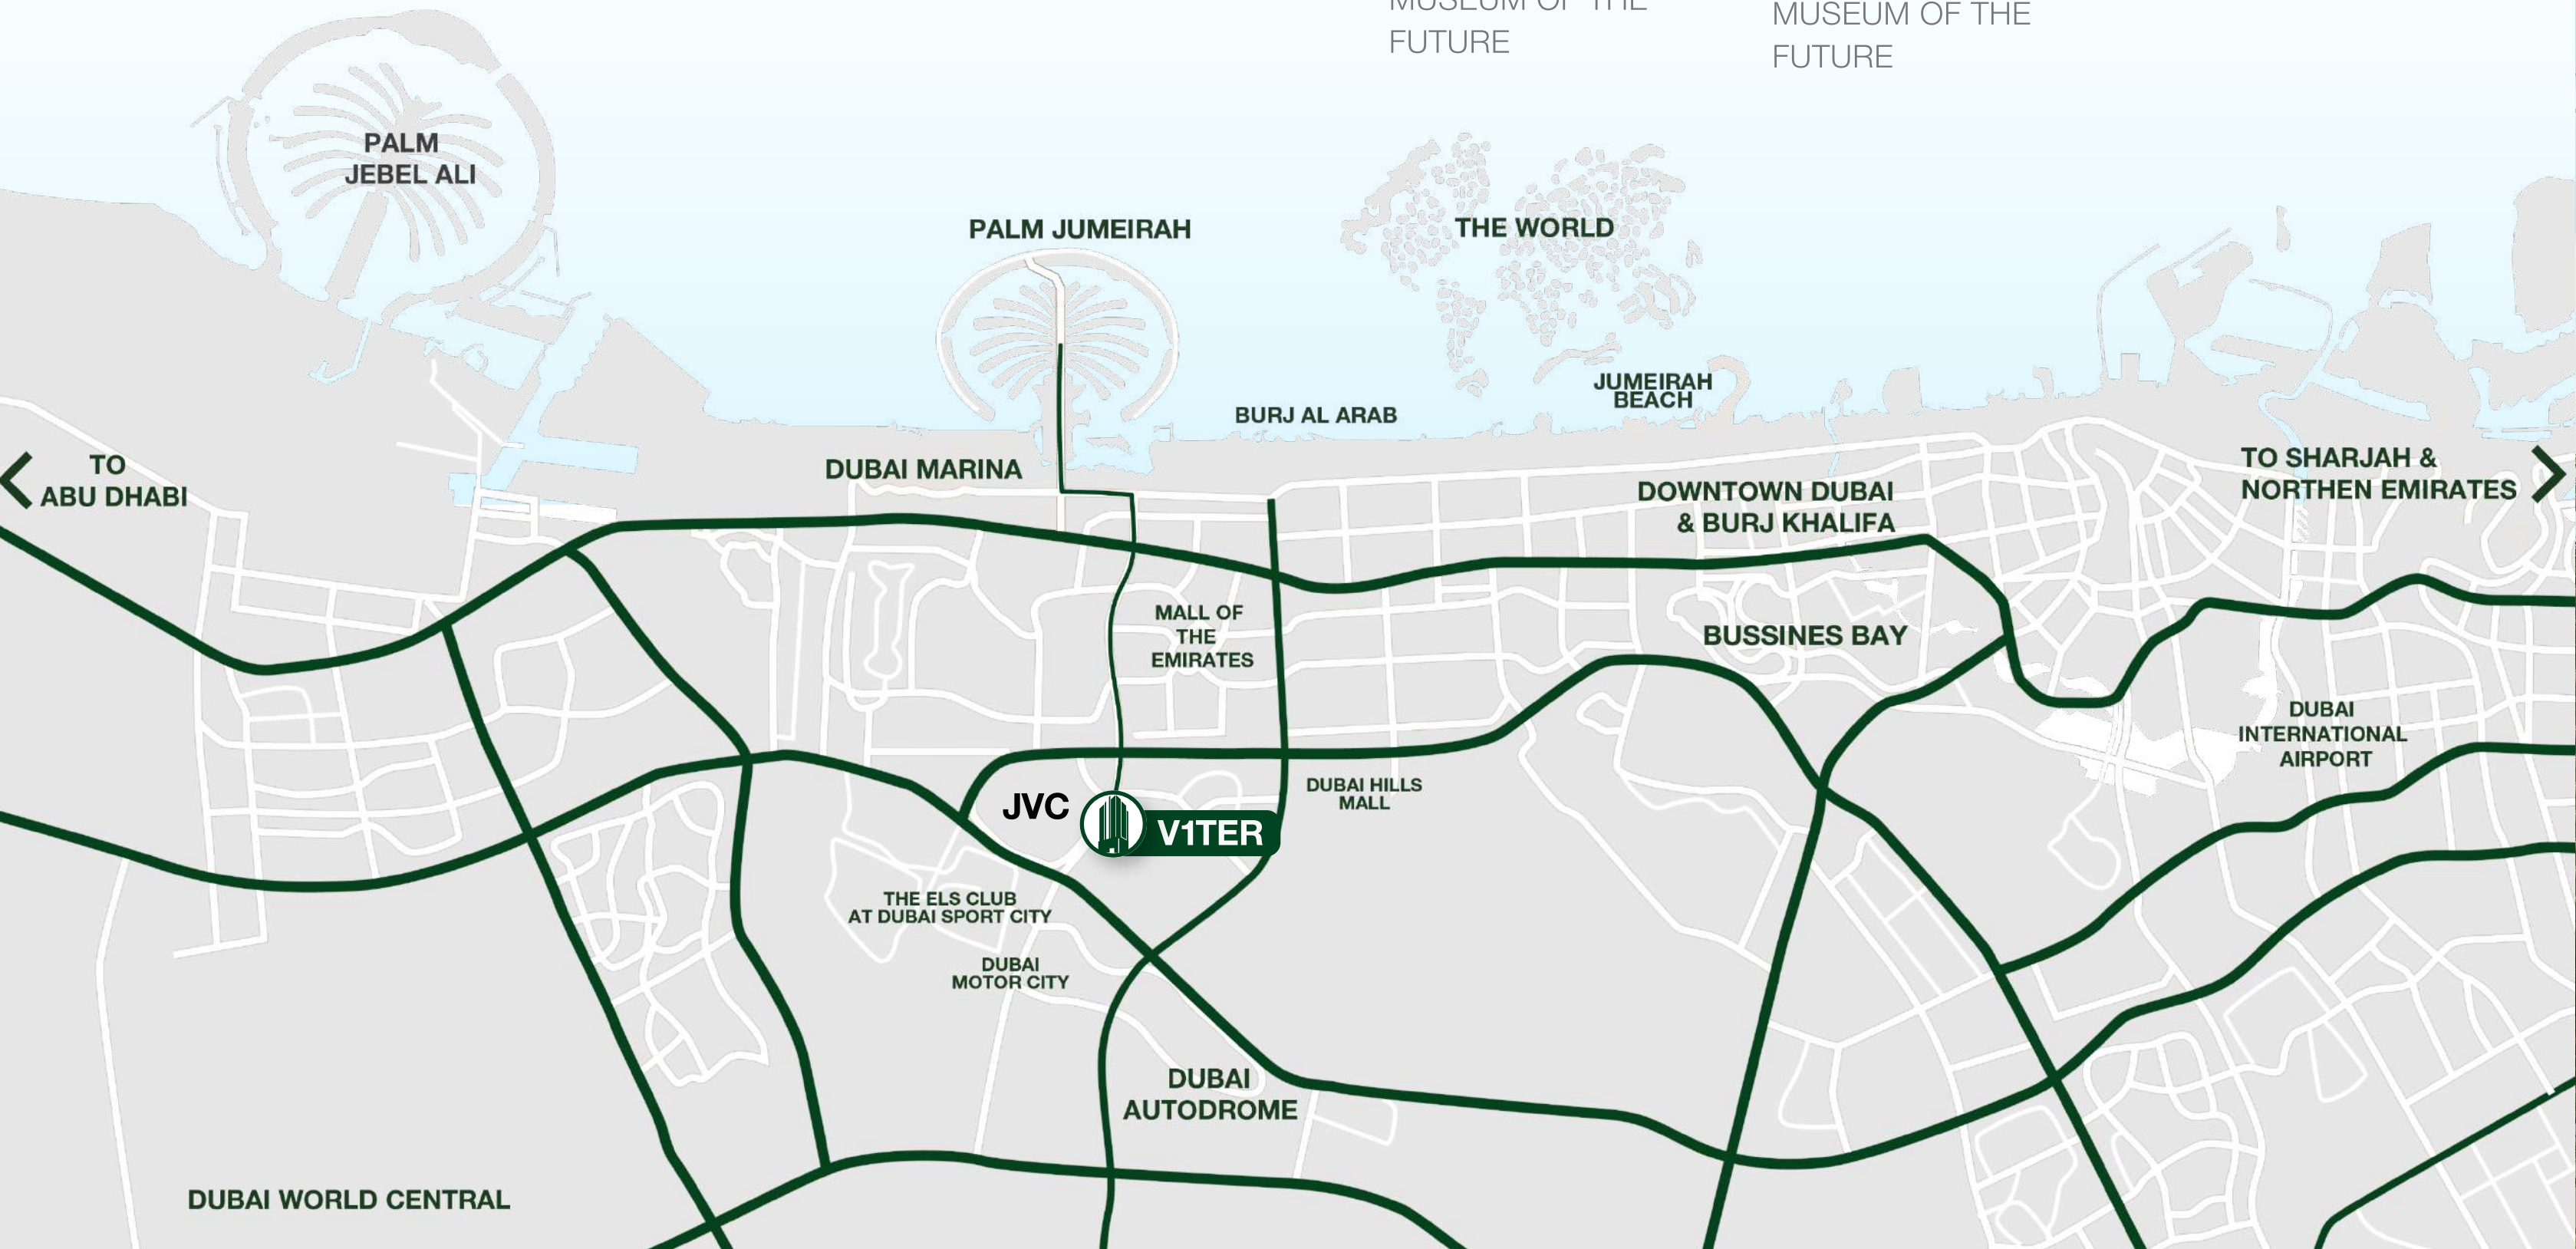 MUSEUM OF THE
FUTURE
MUSEUM OF THE
FUTURE
PALM
JEBEL ALI
PALM JUMEIRAH
THE WORLD
JUMEIRAH
BEACH
BURJ AL ARAB
TO
ABU DHABI
DUBAI MARINA
DOWNTOWN DUBAI
& BURJ KHALIFA
TO SHARJAH &
NORTHEN EMIRATES
MALL OF
THE
EMIRATES
BUSSINES BAY
DUBAI
INTERNATIONAL
AIRPORT
JVC
V1TER
DUBAI HILLS
MALL
THE ELS CLUB
AT DUBAI SPORT CITY
DUBAI
MOTOR CITY
DUBAI
AUTODROME
DUBAI WORLD CENTRAL